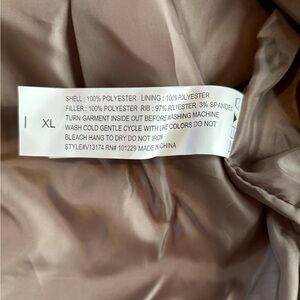 SHELL : 100% POLYESTER LINING : 100% POLYESTER
FILLER : 100% POLYESTER RIB : 97% POLYESTER 3% SPANDEX
TURN GARMENT INSIDE OUT BEFORE WASHING MACHINE
XL
WASH COLD GENTLE CYCLE WITH LIKE COLORS DO NOT
BLEACH HANG TO DRY DO NOT IRON
STYLE#V13174 RN# 101229 MADE IN CHINA